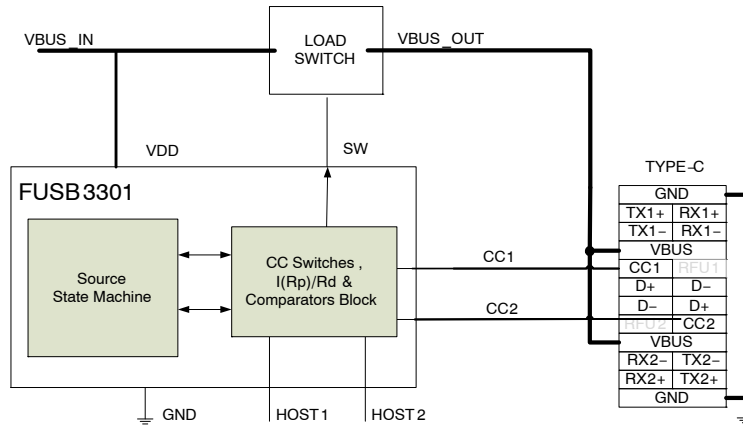 VBUS_IN
LOAD
SWITCH
VBUS_OUT
VDD
SW
FUSB3301
Source
State Machine
CC Switches ,
I(Rp)/Rd &
Comparators Block
CC1
CC2
GND
HOST1
HOST2
TYPE-C
GND
TX1+ RX1+
TX1- RX1-
VBUS
CC1 RFU1
D+ D-
D- D+
RFU2 CC2
VBUS
RX2- TX2-
RX2+ TX2+
GND